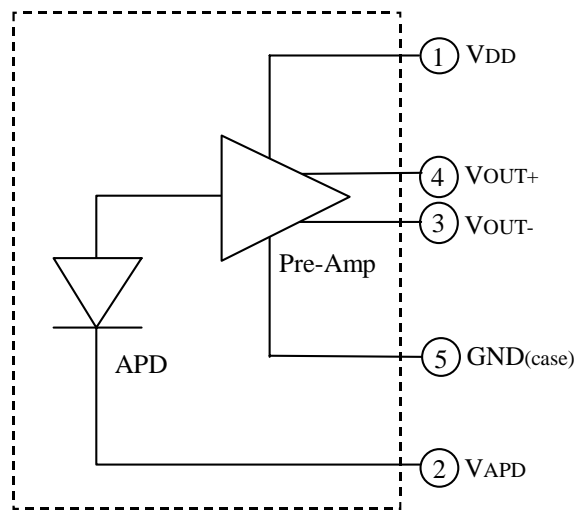 1 VDD
4 VOUT+
3 VOUT-
Pre-Amp
5 GND(case)
APD
2 VAPD